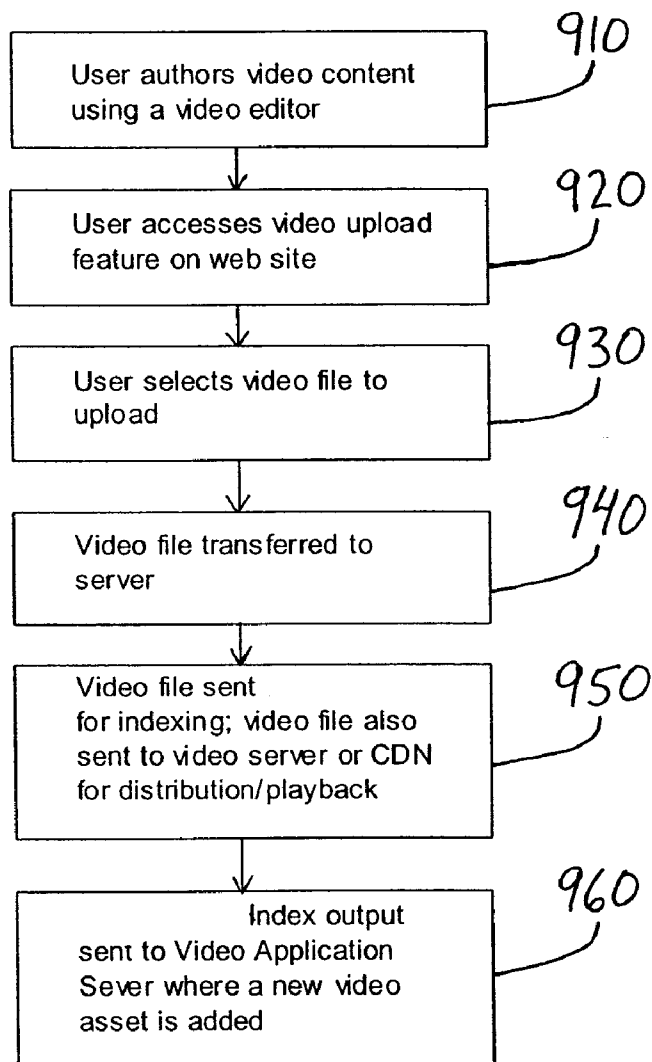 910
User authors video content
using a video editor
920
User accesses video upload
feature on web site
930
User selects video file to
upload
940
Video file transferred to
server
950
Video file sent
for indexing; video file also
sent to video server or CDN
for distribution/playback
960
Index output
sent to Video Application
Sever where a new video
asset is added